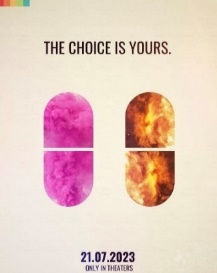 THE CHOICE IS YOURS.
21.07.2023
ONLY IN THEATERS